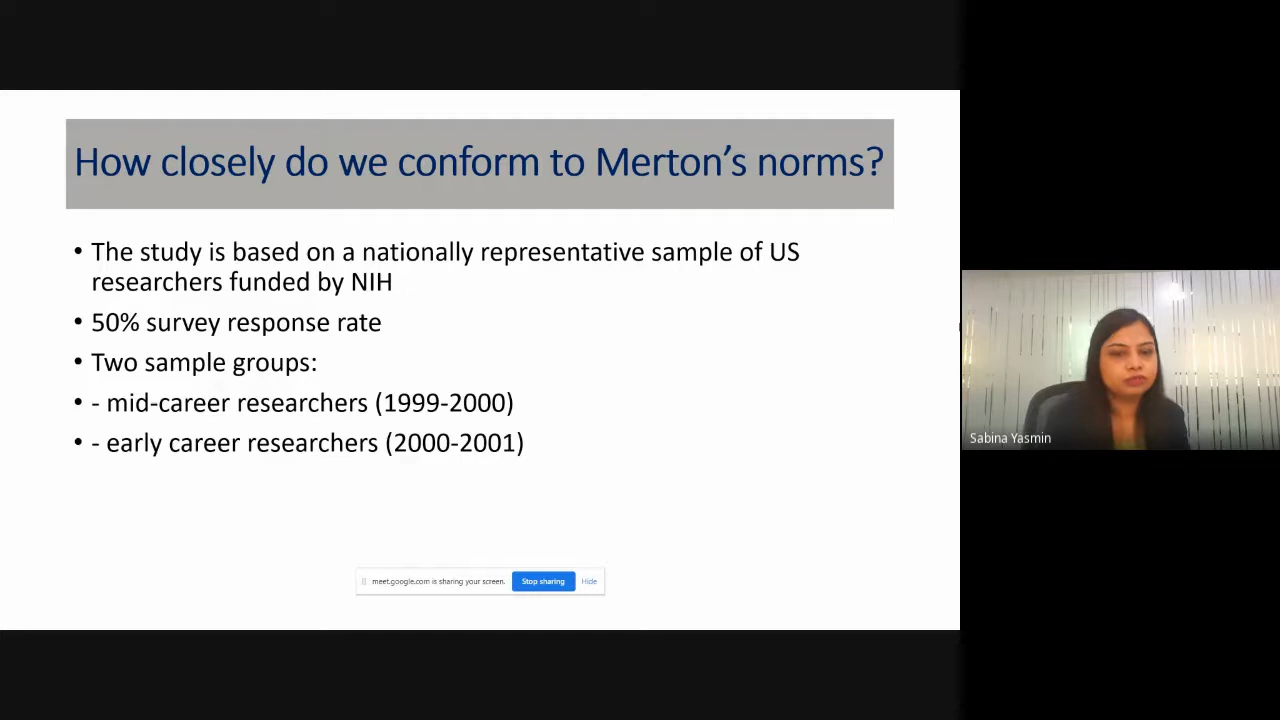 How closely do we conform to Merton's norms?
• The study is based on a nationally representative sample of US
researchers funded by NIH
• 50% survey response rate
• Two sample groups:
• - mid-career researchers (1999-2000)
• - early career researchers (2000-2001)
Sabina Yasmin
meet.google.com is sharing your screen. Stop sharing Hide